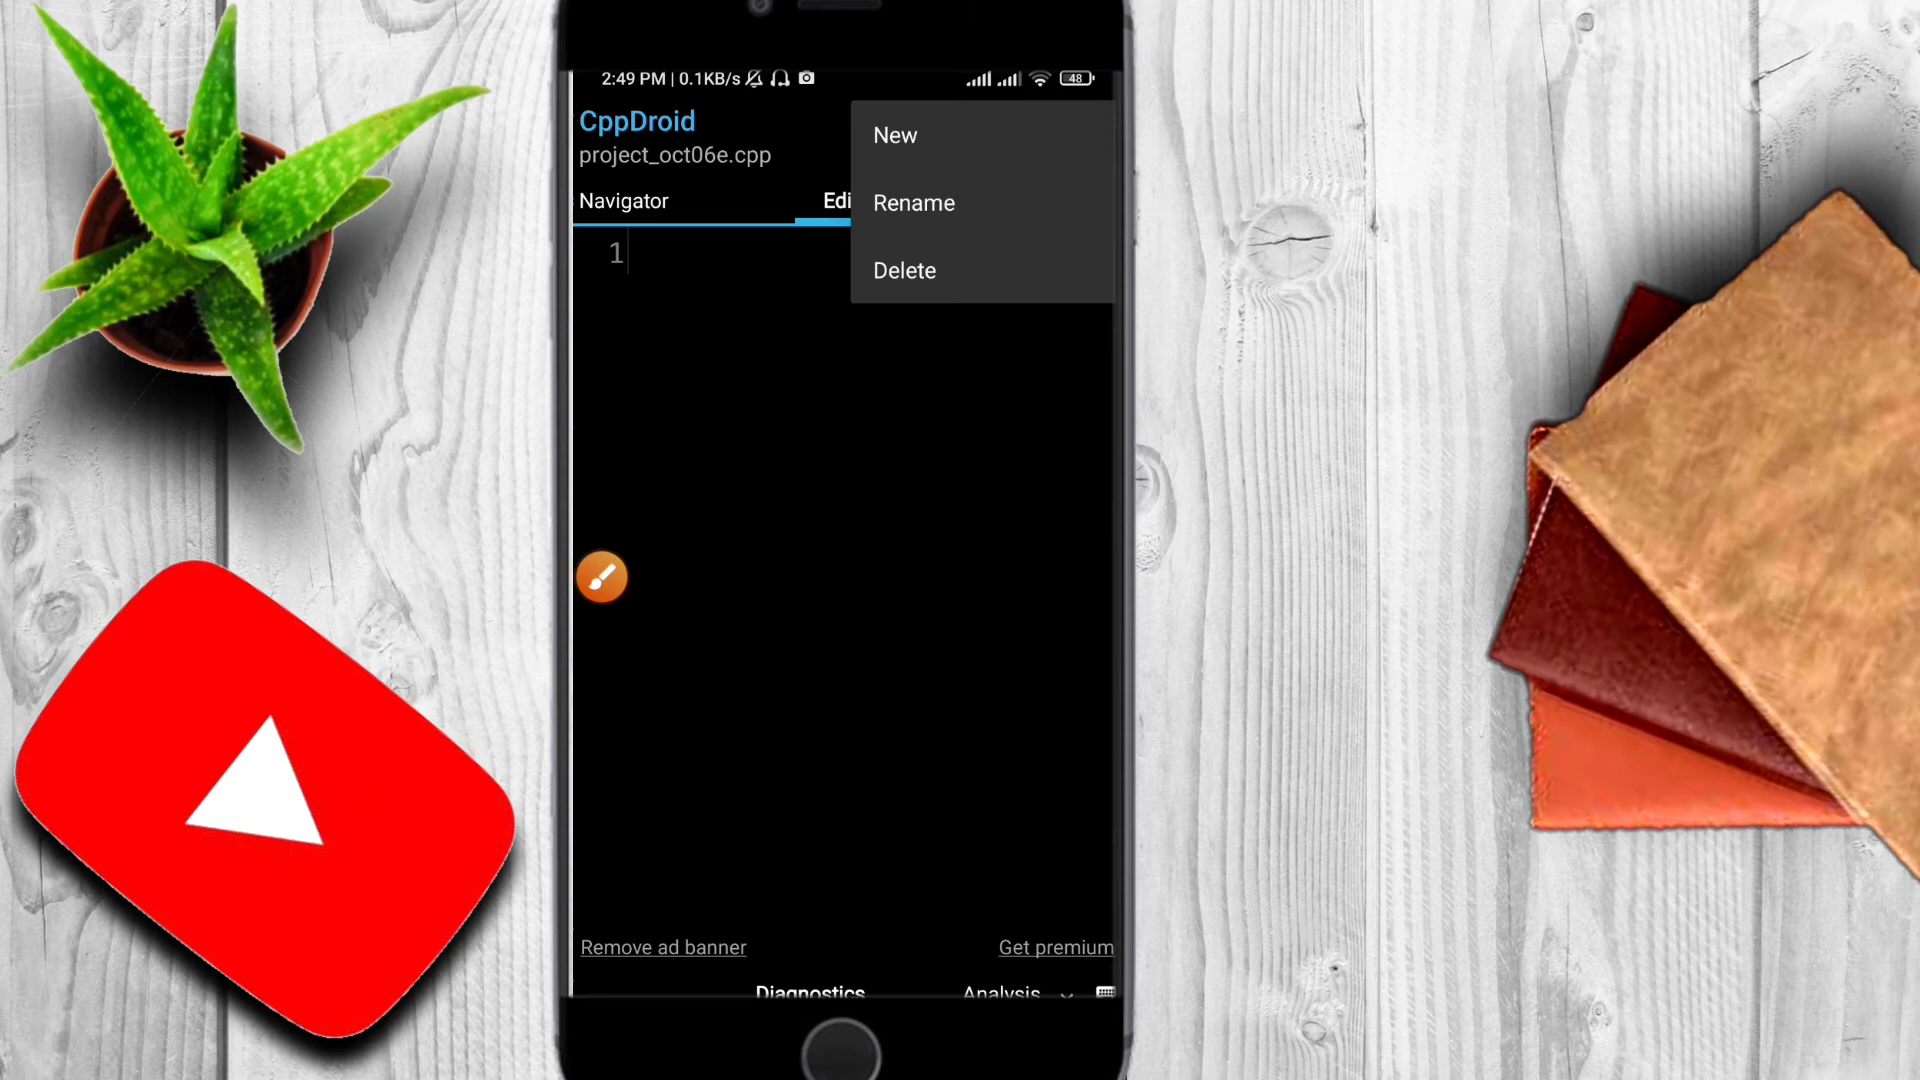 2:49 PM | 0.1KB/s 48
CppDroid
project_oct06e.cpp
Navigator Edi
1
New
Rename
Delete
Remove ad banner Get premium
Diagnostics Analysis